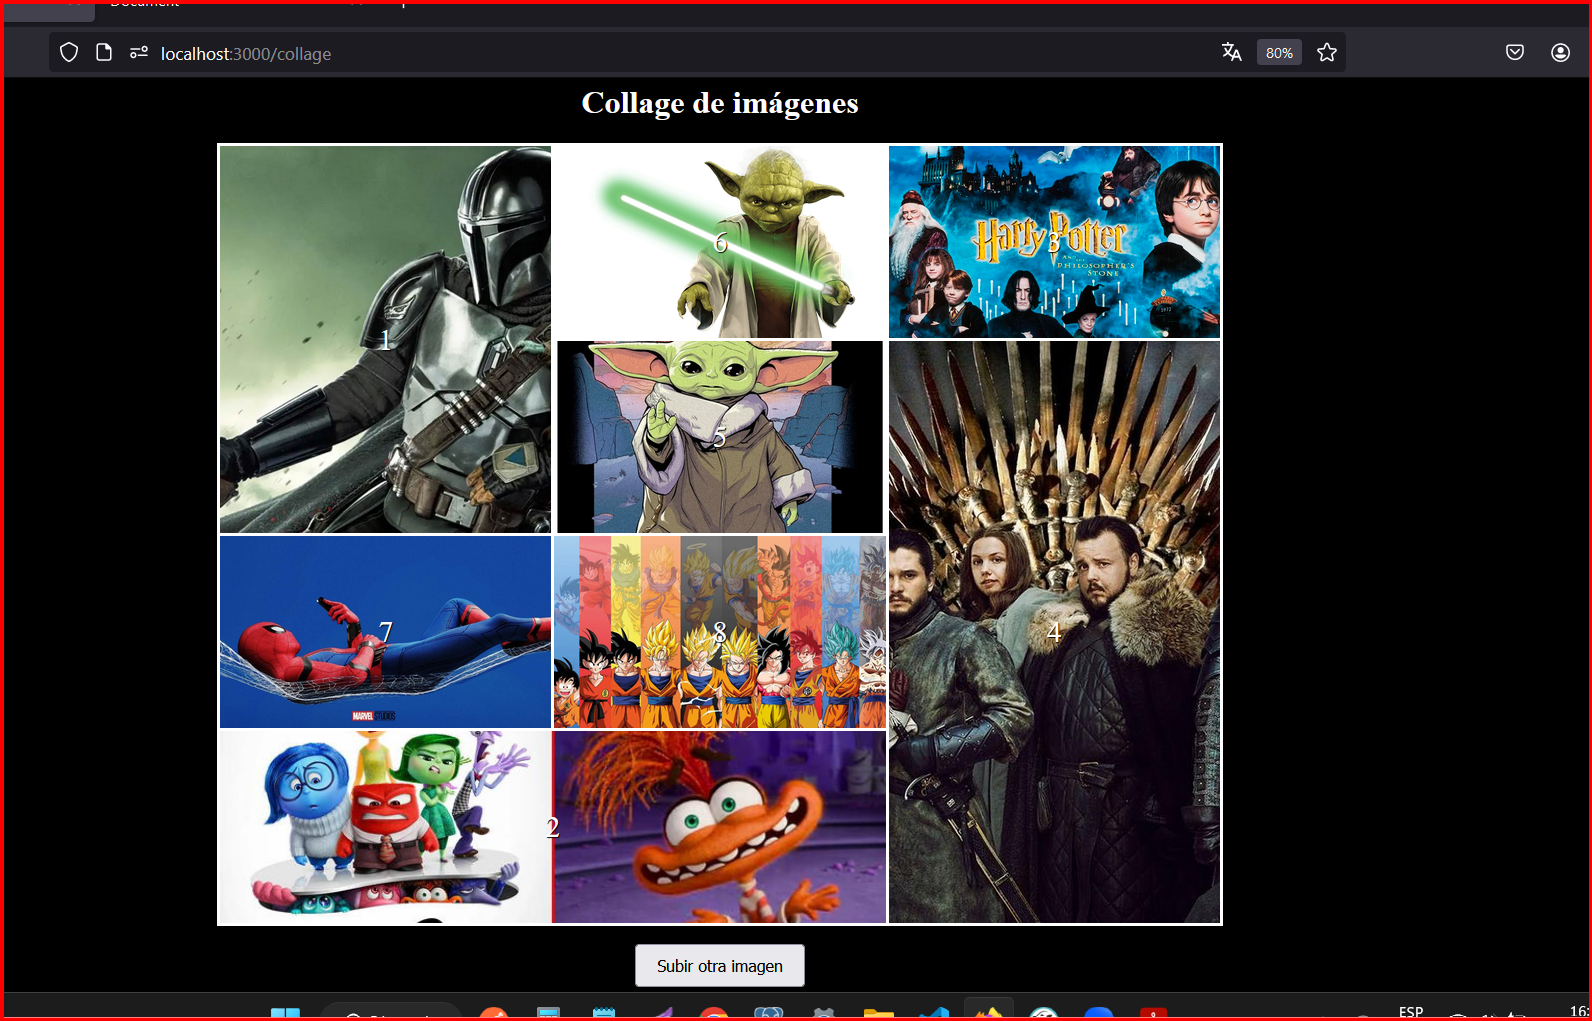 localhost:3000/collage
80%
Collage de imágenes
1
6
Harry Potter
AND THE
PHILOSOPHER'S
STONE
3
5
7
MARVEL STUDIOS
8
4
2
Subir otra imagen
ESP